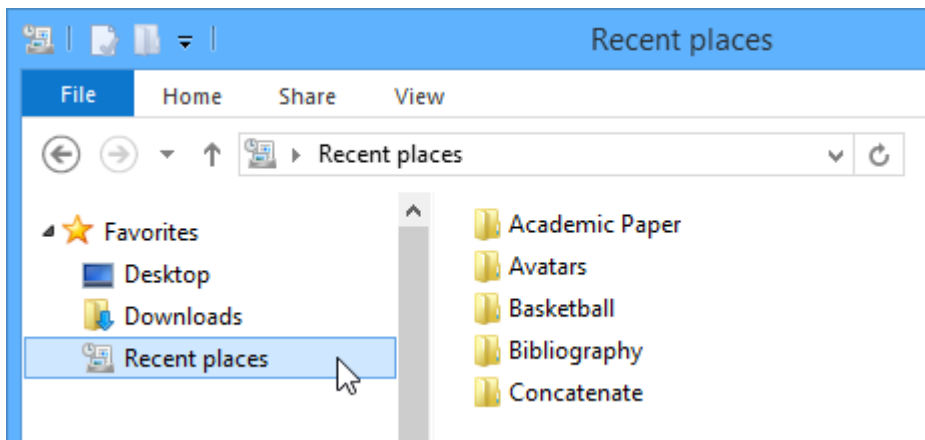 Recent places
File Home Share View
Recent places
Favorites
Desktop
Downloads
Recent places
Academic Paper
Avatars
Basketball
Bibliography
Concatenate